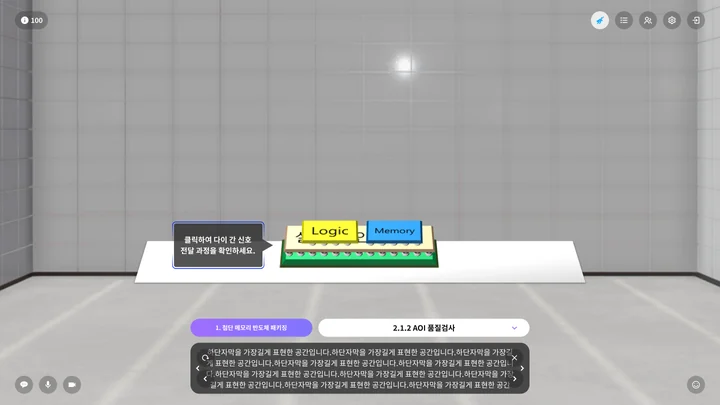 100
클릭하여 다이 간 신호
전달 과정을 확인하세요.
Logic
Memory
1. 첨단 메모리 반도체 패키징
2.1.2 AOI 품질검사
하단자막을 가장길게 표현한 공간입니다.하단자막을 가장길게 표현한 공간입니다.하단자막을 가장길
표현한 공간입니다.하단자막을 가장길게 표현한 공간입니다.하단자막을 가장길게 표현한 공간
하단자막을 가장길게 표현한 공간입니다.하단자막을 가장길게 표현한 공간입니다.하단자막을
길게 표현한 공간입니다.하단자막을 가장길게 표현한 공간입니다.하단자막을 가장길게 표현한 공간